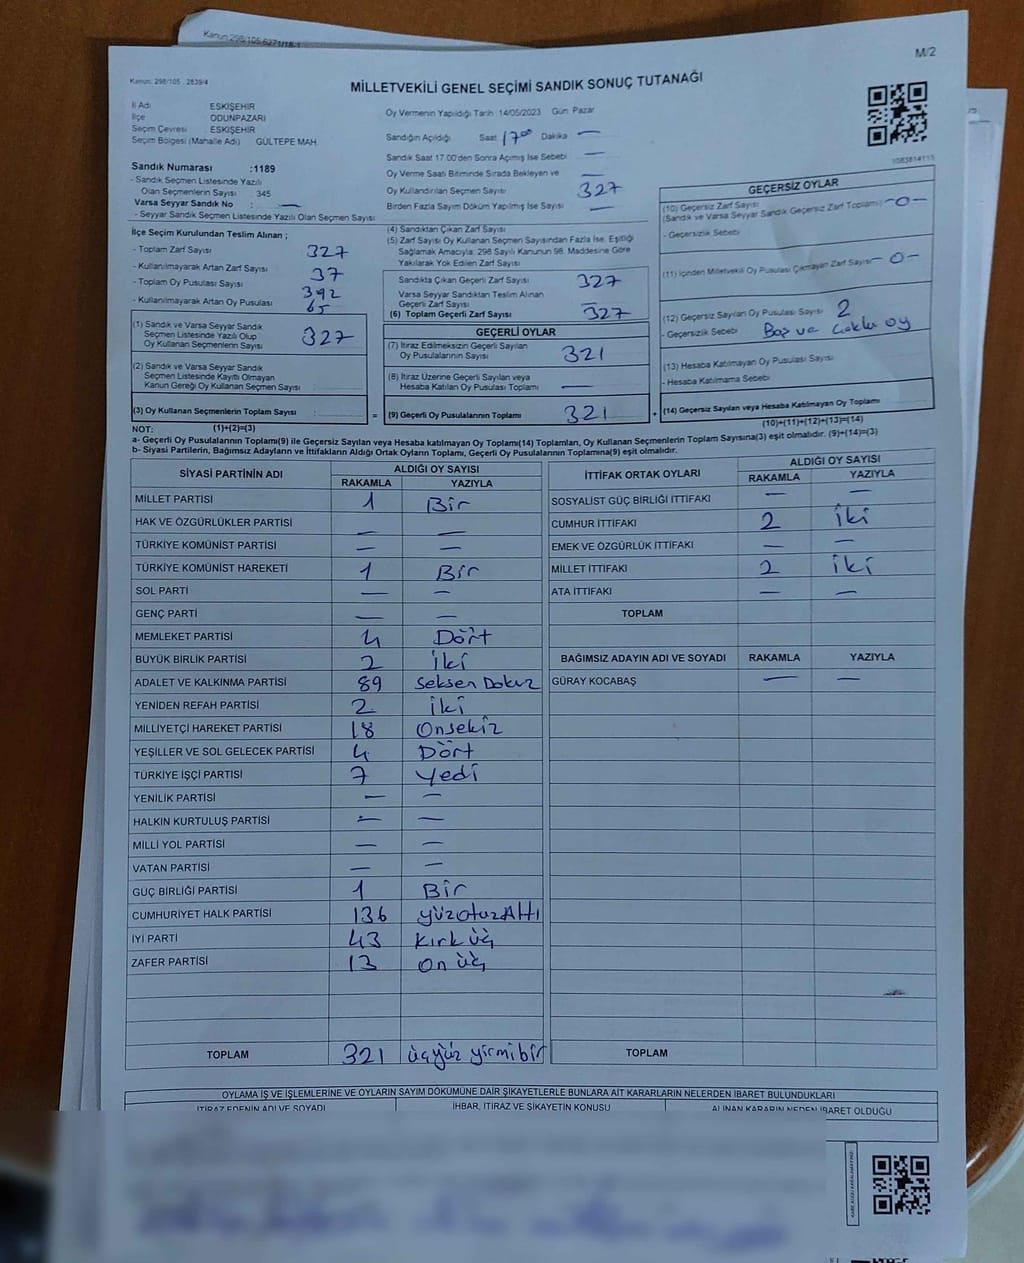 Kanun: 298/105-6271/18-1
M/2
Kanun: 298/105 , 2839/4
MİLLETVEKİLİ GENEL SEÇİMİ SANDIK SONUÇ TUTANAĞI
İl Adı ESKİŞEHİR
İlçe ODUNPAZARI
Seçim Çevresi ESKİŞEHİR
Seçim Bölgesi (Mahalle Adı) GÜLTEPE MAH.
Oy Vermenin Yapıldığı Tarih :14/05/2023 Gün: Pazar
Sandığın Açıldığı Saat 17 00 Dakika —
Sandık Saat 17.00'den Sonra Açımış İse Sebebi —
Oy Verme Saati Bitiminde Sırada Bekleyen ve —
Oy Kullandırılan Seçmen Sayısı 327
Birden Fazla Sayım Döküm Yapılmış İse Sayısı —
Sandık Numarası :1189
- Sandık Seçmen Listesinde Yazılı
Olan Seçmenlerin Sayısı 345
Varsa Seyyar Sandık No : —
- Seyyar Sandık Seçmen Listesinde Yazılı Olan Seçmen Sayısı
İlçe Seçim Kurulundan Teslim Alınan ;
- Toplam Zarf Sayısı 327
- Kullanılmayarak Artan Zarf Sayısı 37
- Toplam Oy Pusulası Sayısı 392
- Kullanılmayarak Artan Oy Pusulası 65
(1) Sandık ve Varsa Seyyar Sandık
Seçmen Listesinde Yazılı Olup
Oy Kullanan Seçmenlerin Sayısı : 327
(2) Sandık ve Varsa Seyyar Sandık
Seçmen Listesinde Kayıtlı Olmayan
Kanun Gereği Oy Kullanan Seçmen Sayısı :
(3) Oy Kullanan Seçmenlerin Toplam Sayısı :
(4) Sandıktan Çıkan Zarf Sayısı
(5) Zarf Sayısı Oy Kullanan Seçmen Sayısından Fazla İse, Eşitliği
Sağlamak Amacıyla; 298 Sayılı Kanunun 98. Maddesine Göre
Yakılarak Yok Edilen Zarf Sayısı
Sandıkta Çıkan Geçerli Zarf Sayısı 327
Varsa Seyyar Sandıktan Teslim Alınan
Geçerli Zarf Sayısı
(6) Toplam Geçerli Zarf Sayısı 327
GEÇERLİ OYLAR
(7) İtiraz Edilmeksizin Geçerli Sayılan
Oy Pusulalarının Sayısı 321
(8) İtiraz Üzerine Geçerli Sayılan veya
Hesaba Katılan Oy Pusulası Toplamı —
= (9) Geçerli Oy Pusulalarının Toplamı 321 +
GEÇERSİZ OYLAR
(10) Geçersiz Zarf Sayısı
(Sandık ve Varsa Seyyar Sandık Geçersiz Zarf Toplamı) -0-
- Geçersizlik Sebebi
(11) İçinden Milletvekili Oy Pusulası Çıkmayan Zarf Sayısı -0-
(12) Geçersiz Sayılan Oy Pusulası Sayısı 2
- Geçersizlik Sebebi Boş ve çoklu oy
(13) Hesaba Katılmayan Oy Pusulası Sayısı
- Hesaba Katılmama Sebebi
(14) Geçersiz Sayılan veya Hesaba Katılmayan Oy Toplamı
NOT: (1)+(2)=(3) (10)+(11)+(12)+(13)=(14)
a- Geçerli Oy Pusulalarının Toplamı(9) ile Geçersiz Sayılan veya Hesaba katılmayan Oy Toplamı(14) Toplamları, Oy Kullanan Seçmenlerin Toplam Sayısına(3) eşit olmalıdır. (9)+(14)=(3)
b- Siyasi Partilerin, Bağımsız Adayların ve İttifakların Aldığı Ortak Oyların Toplamı, Geçerli Oy Pusulalarının Toplamına(9) eşit olmalıdır.
SİYASİ PARTİNİN ADI ALDIĞI OY SAYISI
RAKAMLA YAZIYLA
MİLLET PARTİSİ 1 Bir
HAK VE ÖZGÜRLÜKLER PARTİSİ — —
TÜRKİYE KOMÜNİST PARTİSİ — —
TÜRKİYE KOMÜNİST HAREKETİ 1 Bir
SOL PARTİ — —
GENÇ PARTİ — —
MEMLEKET PARTİSİ 4 Dört
BÜYÜK BİRLİK PARTİSİ 2 iki
ADALET VE KALKINMA PARTİSİ 89 Seksen Dokuz
YENİDEN REFAH PARTİSİ 2 iki
MİLLİYETÇİ HAREKET PARTİSİ 18 Onsekiz
YEŞİLLER VE SOL GELECEK PARTİSİ 4 Dört
TÜRKİYE İŞÇİ PARTİSİ 7 Yedi
YENİLİK PARTİSİ — —
HALKIN KURTULUŞ PARTİSİ — —
MİLLİ YOL PARTİSİ — —
VATAN PARTİSİ — —
GÜÇ BİRLİĞİ PARTİSİ 1 Bir
CUMHURİYET HALK PARTİSİ 136 YüzOtuzAltı
İYİ PARTİ 43 Kırk üç
ZAFER PARTİSİ 13 On üç
TOPLAM 321 üçyüz yirmi bir
İTTİFAK ORTAK OYLARI ALDIĞI OY SAYISI
RAKAMLA YAZIYLA
SOSYALİST GÜÇ BİRLİĞİ İTTİFAKI — —
CUMHUR İTTİFAKI 2 iki
EMEK VE ÖZGÜRLÜK İTTİFAKI — —
MİLLET İTTİFAKI 2 iki
ATA İTTİFAKI — —
TOPLAM
BAĞIMSIZ ADAYIN ADI VE SOYADI RAKAMLA YAZIYLA
GÜRAY KOCABAŞ — —
TOPLAM
OYLAMA İŞ VE İŞLEMLERİNE VE OYLARIN SAYIM DÖKÜMÜNE DAİR ŞİKAYETLERLE BUNLARA AİT KARARLARIN NELERDEN İBARET BULUNDUKLARI
İTİRAZ EDENİN ADI VE SOYADI İHBAR, İTİRAZ VE ŞİKAYETİN KONUSU ALINAN KARARIN NEDEN İBARET OLDUĞU